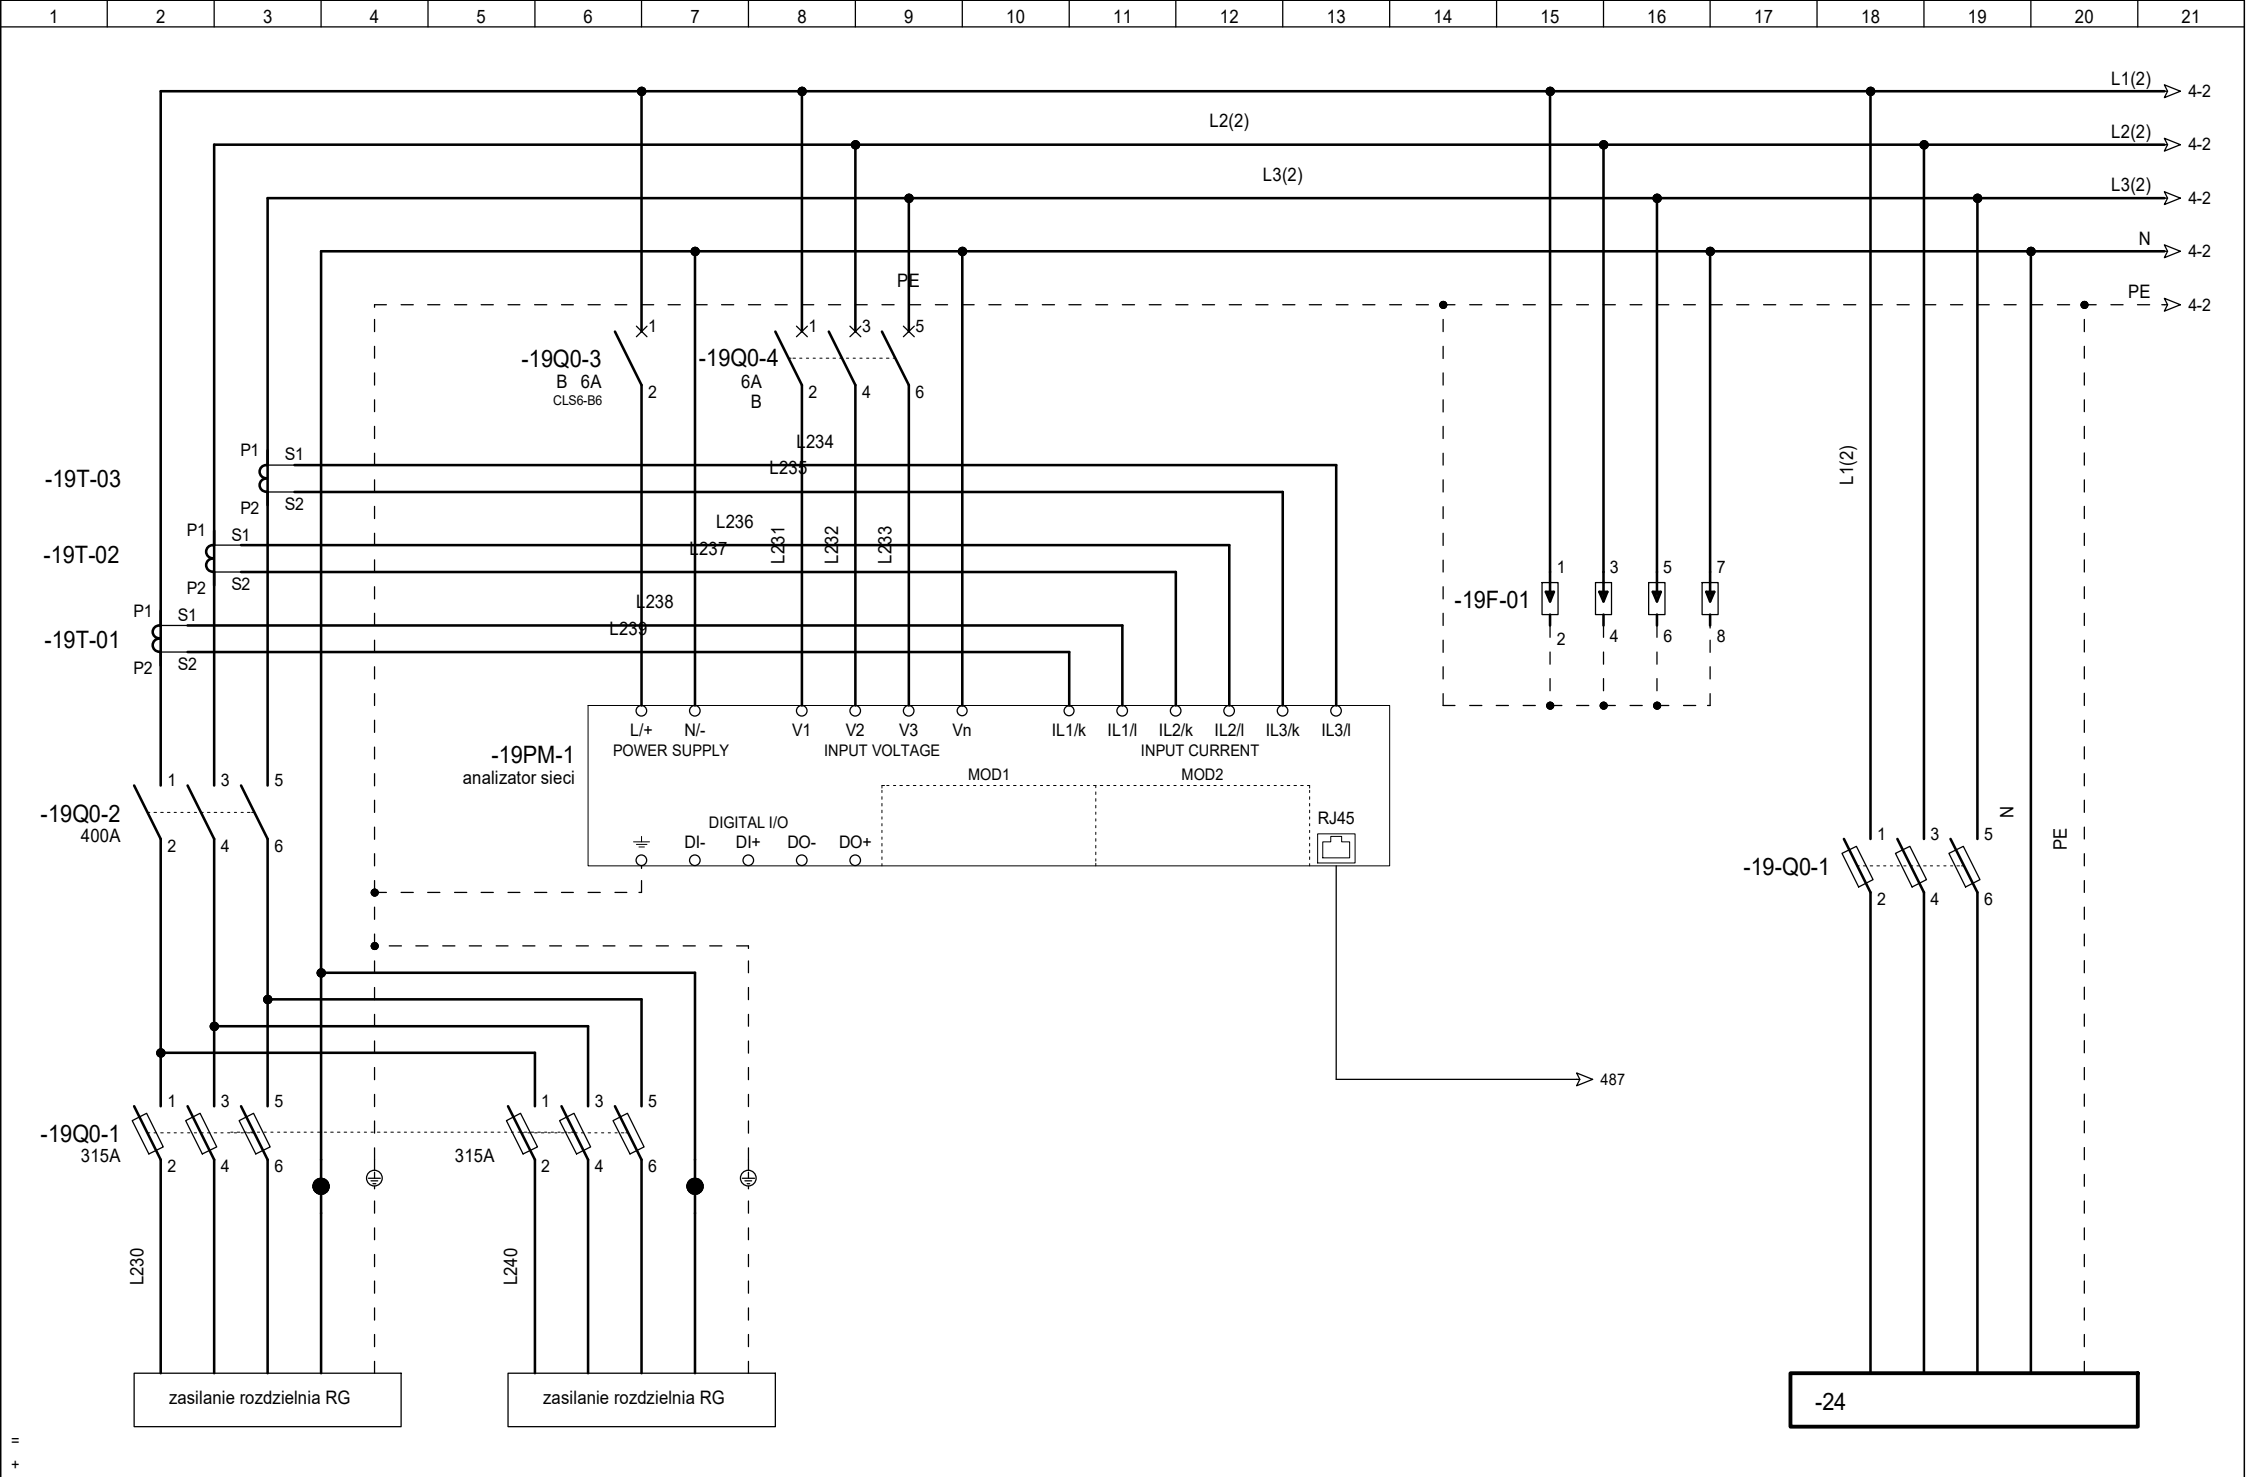 1 2 3 4 5 6 7 8 9 10 11 12 13 14 15 16 17 18 19 20 21
L1(2) 4-2
L2(2)
L2(2) 4-2
L3(2)
L3(2) 4-2
N 4-2
PE
PE 4-2
1 1 3 5
-19Q0-3
B 6A
CLS6-B6
2
-19Q0-4
6A
B
2 4 6
L234
L235
L236
L237
L238
L239
L231
L232
L233
L1(2)
-19T-03
P1 S1
P2 S2
-19T-02
P1 S1
P2 S2
-19T-01
P1 S1
P2 S2
1 3 5 7
-19F-01
2 4 6 8
-19PM-1
analizator sieci
L/+ N/- V1 V2 V3 Vn IL1/k IL1/l IL2/k IL2/l IL3/k IL3/l
POWER SUPPLY INPUT VOLTAGE INPUT CURRENT
MOD1 MOD2
RJ45
DIGITAL I/O
DI- DI+ DO- DO+
1 3 5
-19Q0-2
400A
2 4 6
N
PE
1 3 5
-19-Q0-1
2 4 6
487
1 3 5
-19Q0-1
315A
2 4 6
1 3 5
315A
2 4 6
L230
L240
zasilanie rozdzielnia RG
zasilanie rozdzielnia RG
-24
=
+